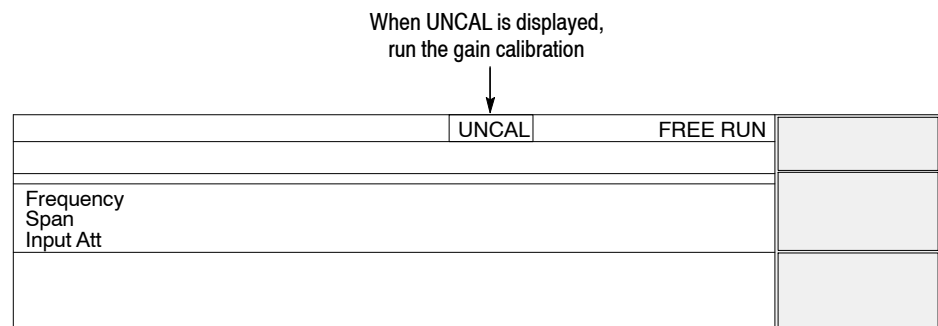 When UNCAL is displayed,
run the gain calibration
UNCAL
FREE RUN
Frequency
Span
Input Att